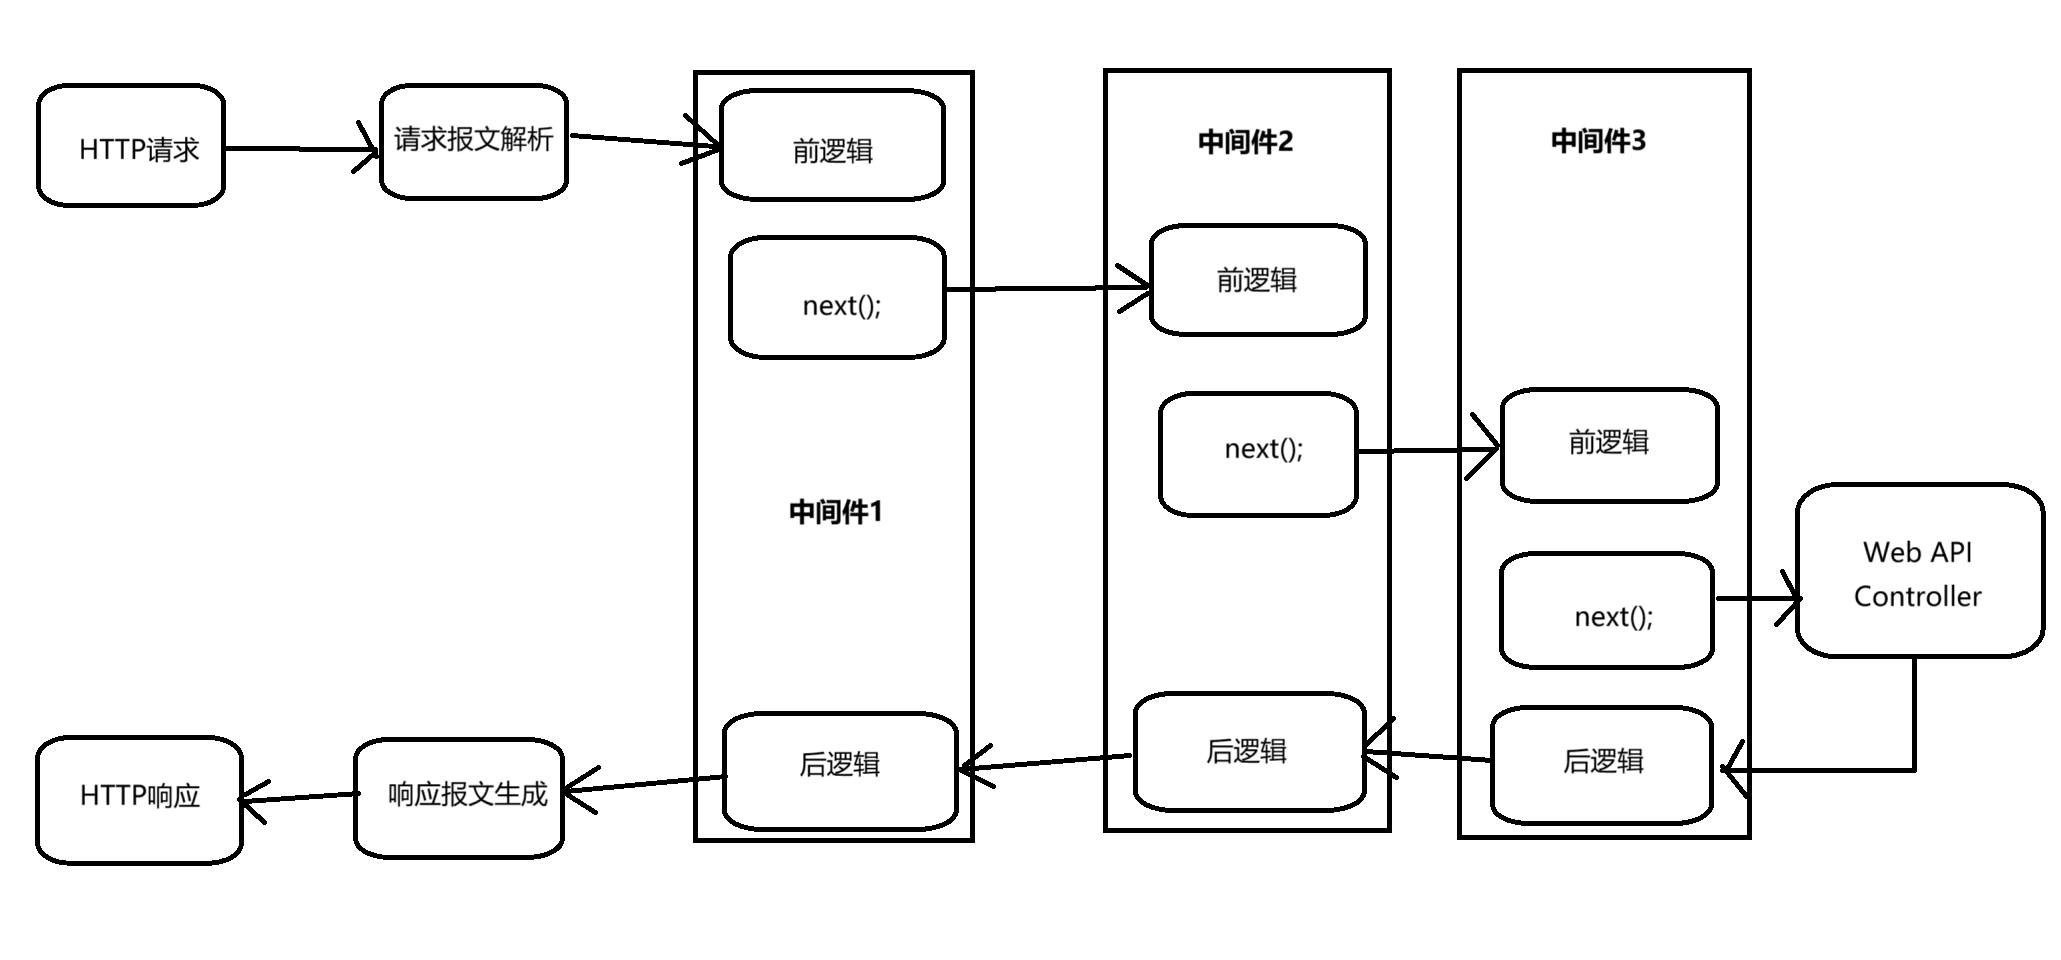 HTTP请求
请求报文解析
前逻辑
next();
中间件1
后逻辑
中间件2
前逻辑
next();
后逻辑
中间件3
前逻辑
next();
后逻辑
Web API
Controller
响应报文生成
HTTP响应